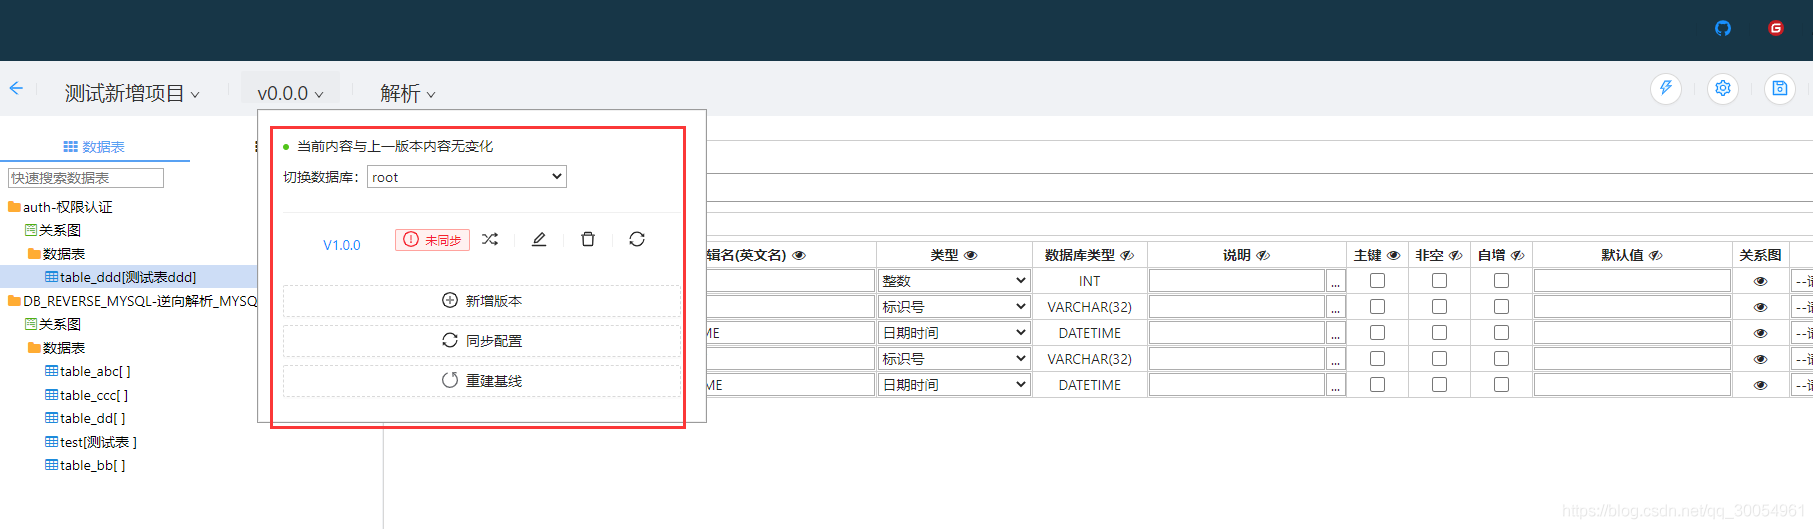 测试新增项目
v0.0.0
解析
数据表
快速搜索数据表
auth-权限认证
关系图
数据表
table_ddd[测试表ddd]
DB_REVERSE_MYSQL-逆向解析_MYSQ
关系图
数据表
table_abc[ ]
table_ccc[ ]
table_dd[ ]
test[测试表 ]
table_bb[ ]
当前内容与上一版本内容无变化
切换数据库: root
V1.0.0 未同步
新增版本
同步配置
重建基线
辑名(英文名) 类型 数据库类型 说明 主键 非空 自增 默认值 关系图
整数 INT ...
标识号 VARCHAR(32) ...
ME 日期时间 DATETIME ...
标识号 VARCHAR(32) ...
ME 日期时间 DATETIME ...
https://blog.csdn.net/qq_30054961